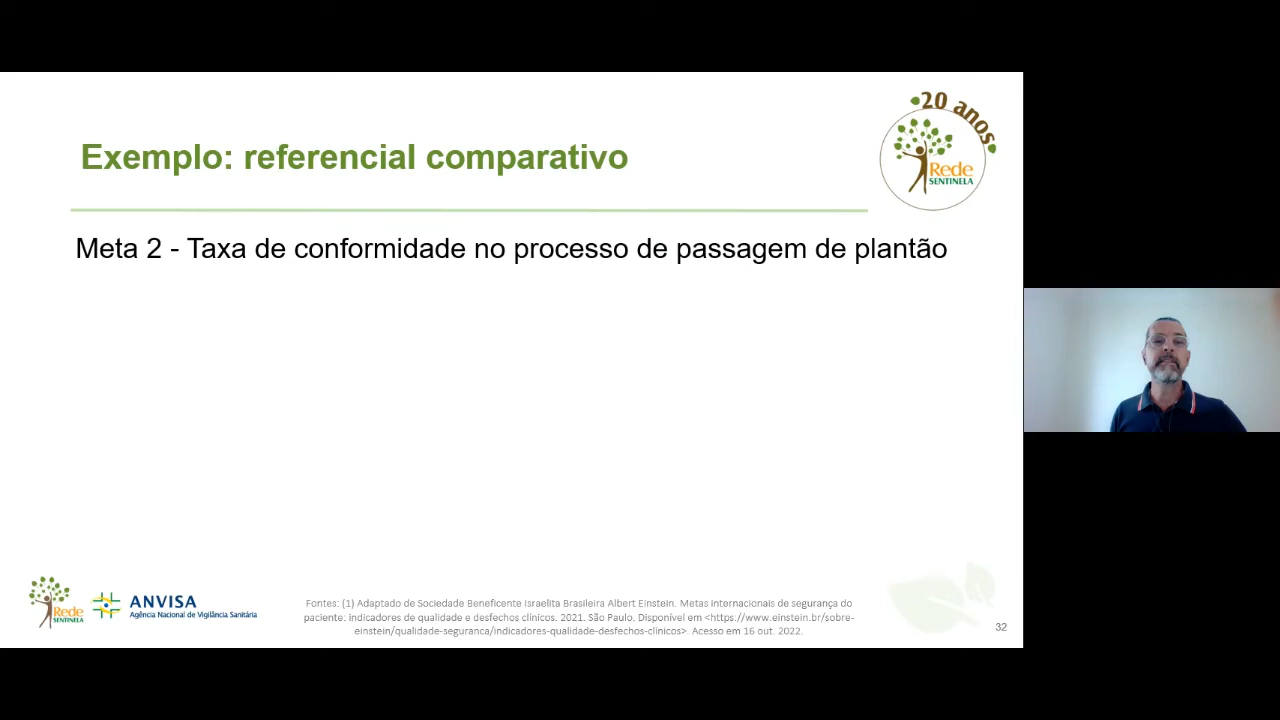 20 anos
Rede
SENTINELA
Exemplo: referencial comparativo
Meta 2 - Taxa de conformidade no processo de passagem de plantão
Rede
SENTINELA
ANVISA
Agência Nacional de Vigilância Sanitária
Fontes: (1) Adaptado de Sociedade Beneficente Israelita Brasileira Albert Einstein. Metas internacionais de segurança do
paciente: indicadores de qualidade e desfechos clínicos. 2021. São Paulo. Disponível em <https://www.einstein.br/sobre-
einstein/qualidade-seguranca/indicadores-qualidade-desfechos-clinicos>. Acesso em 16 out. 2022.
32